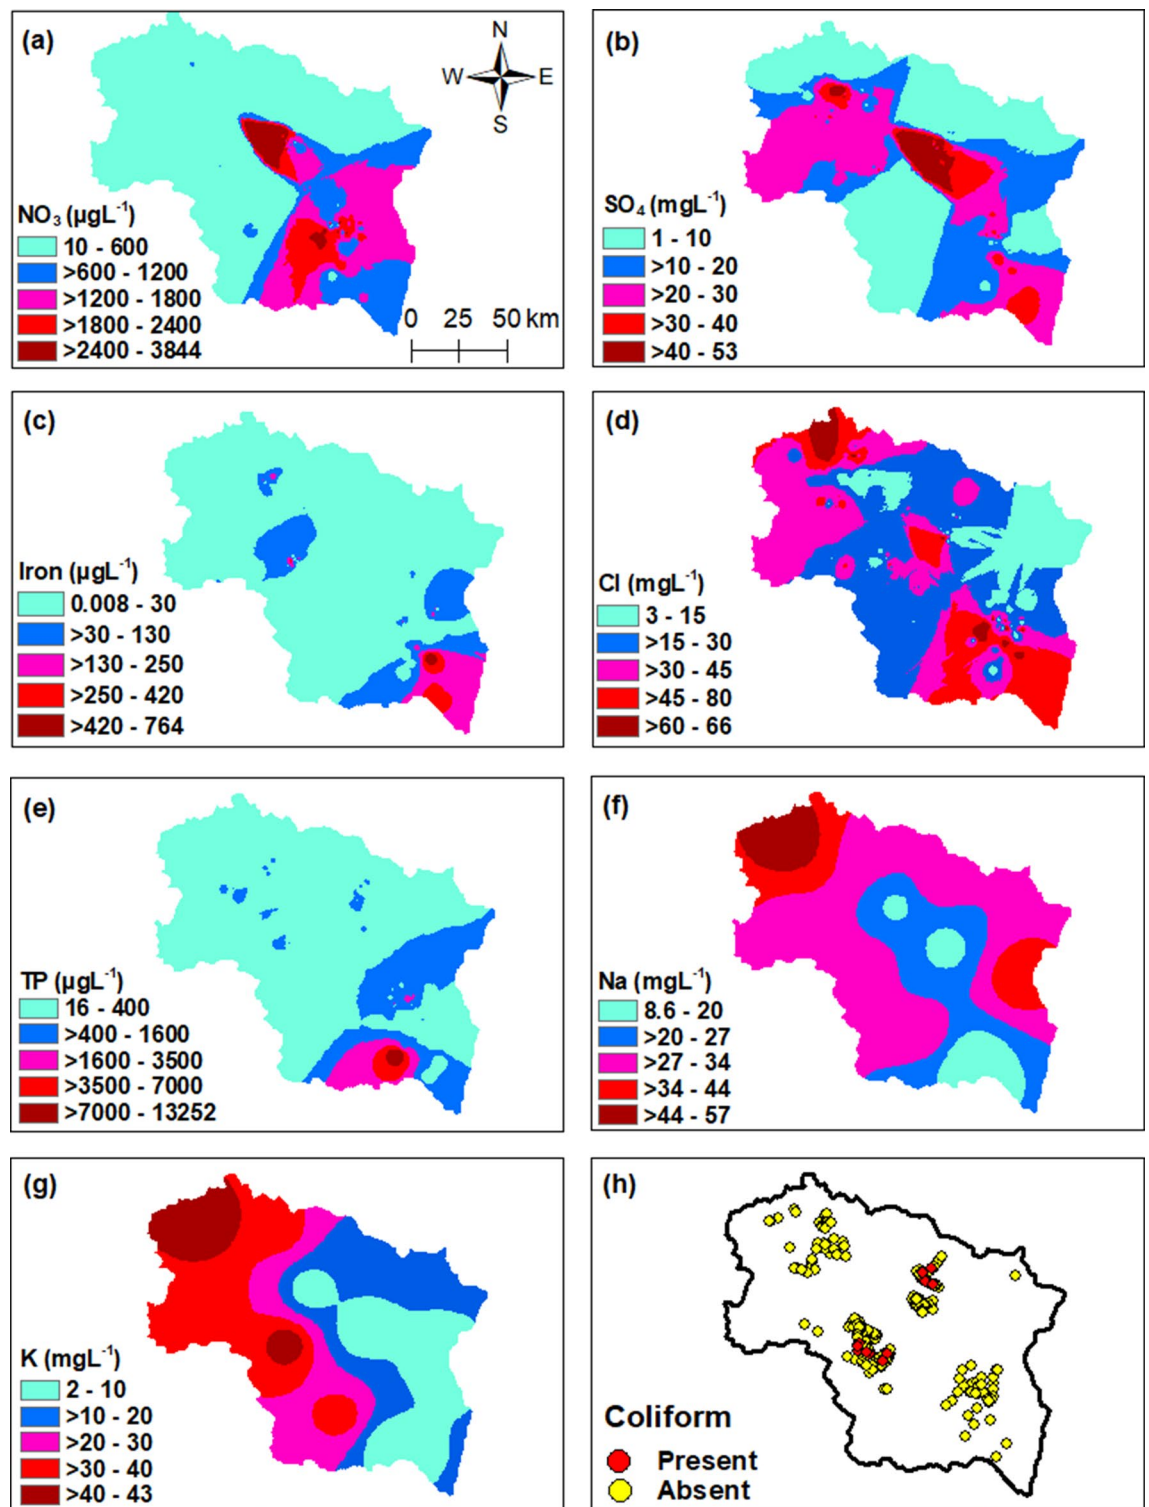 (a)
N
W E
S
NO₃ (µgL⁻¹)
10 - 600
>600 - 1200
>1200 - 1800
>1800 - 2400
>2400 - 3844
0 25 50 km
(b)
SO₄ (mgL⁻¹)
1 - 10
>10 - 20
>20 - 30
>30 - 40
>40 - 53
(c)
Iron (µgL⁻¹)
0.008 - 30
>30 - 130
>130 - 250
>250 - 420
>420 - 764
(d)
Cl (mgL⁻¹)
3 - 15
>15 - 30
>30 - 45
>45 - 80
>60 - 66
(e)
TP (µgL⁻¹)
16 - 400
>400 - 1600
>1600 - 3500
>3500 - 7000
>7000 - 13252
(f)
Na (mgL⁻¹)
8.6 - 20
>20 - 27
>27 - 34
>34 - 44
>44 - 57
(g)
K (mgL⁻¹)
2 - 10
>10 - 20
>20 - 30
>30 - 40
>40 - 43
(h)
Coliform
Present
Absent